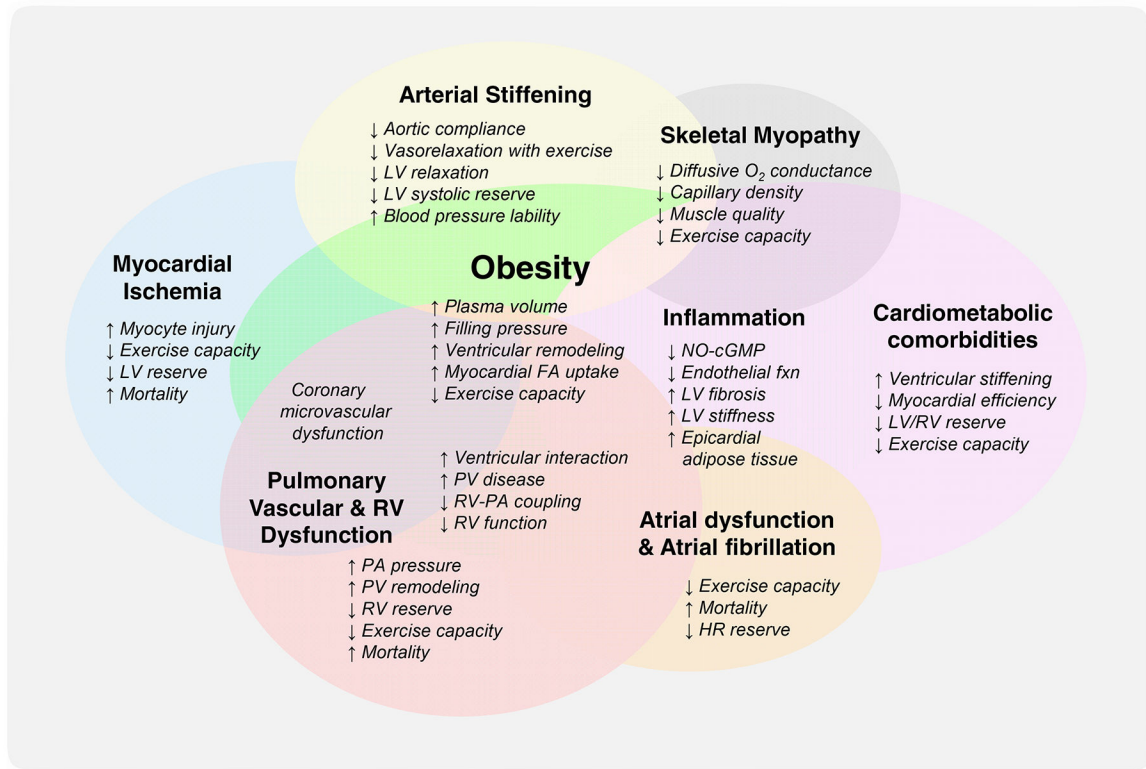 Arterial Stiffening
↓ Aortic compliance
↓ Vasorelaxation with exercise
↓ LV relaxation
↓ LV systolic reserve
↑ Blood pressure lability
Skeletal Myopathy
↓ Diffusive O₂ conductance
↓ Capillary density
↓ Muscle quality
↓ Exercise capacity
Myocardial
Ischemia
↑ Myocyte injury
↓ Exercise capacity
↓ LV reserve
↑ Mortality
Obesity
↑ Plasma volume
↑ Filling pressure
↑ Ventricular remodeling
↑ Myocardial FA uptake
↓ Exercise capacity
Inflammation
↓ NO-cGMP
↓ Endothelial fxn
↑ LV fibrosis
↑ LV stiffness
↑ Epicardial
adipose tissue
Cardiometabolic
comorbidities
↑ Ventricular stiffening
↓ Myocardial efficiency
↓ LV/RV reserve
↓ Exercise capacity
Coronary
microvascular
dysfunction
↑ Ventricular interaction
↑ PV disease
↓ RV-PA coupling
↓ RV function
Pulmonary
Vascular & RV
Dysfunction
↑ PA pressure
↑ PV remodeling
↓ RV reserve
↓ Exercise capacity
↑ Mortality
Atrial dysfunction
& Atrial fibrillation
↓ Exercise capacity
↑ Mortality
↓ HR reserve